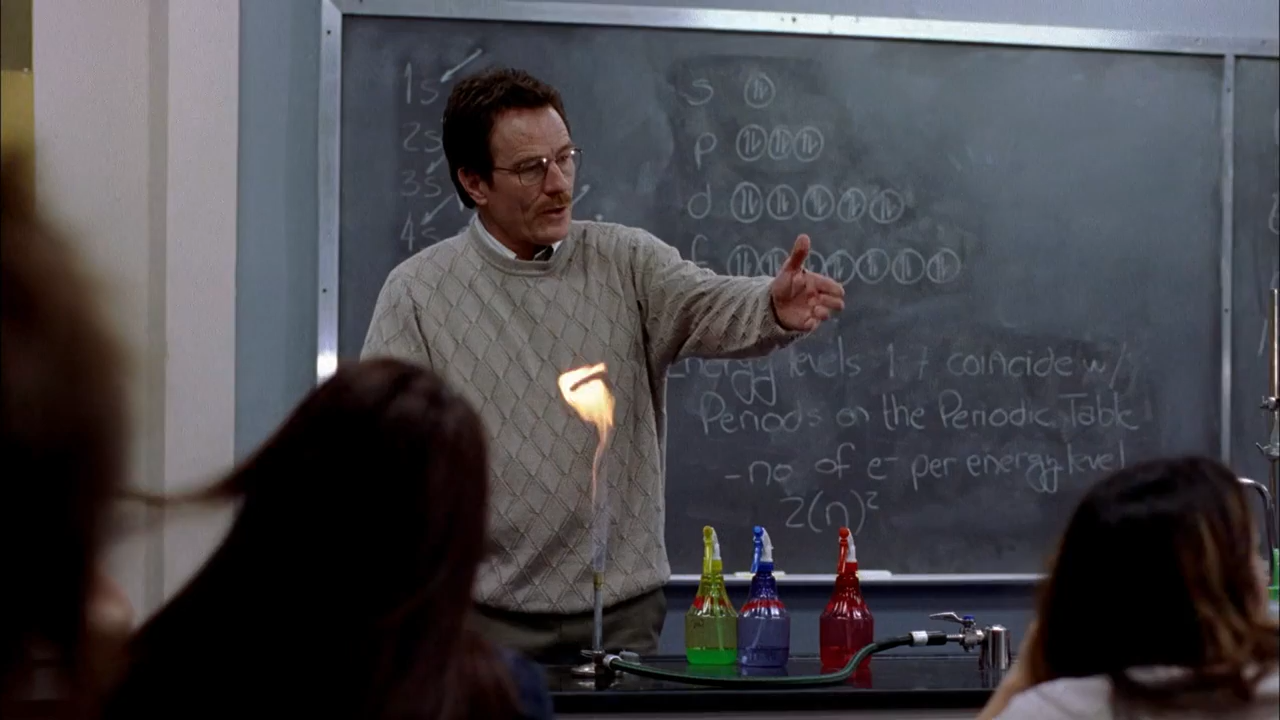 1s
2s
3s
4s
s
p
d
f
Energy levels 1 7 coincide w/
Periods on the Periodic Table
-no of e- per energy level
2(n)²